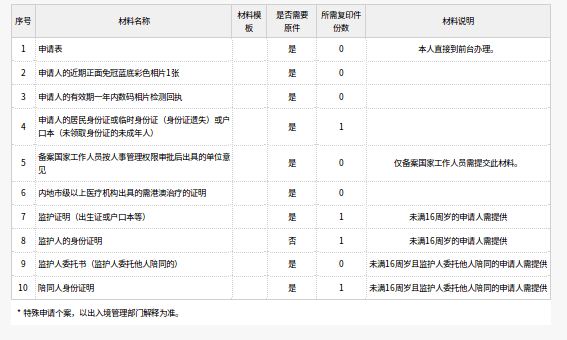 序号 材料名称 材料模板 是否需要原件 所需复印件份数 材料说明
1 申请表 是 0 本人直接到前台办理。
2 申请人的近期正面免冠蓝底彩色相片1张 是 0
3 申请人的有效期一年内数码相片检测回执 是 0
4 申请人的居民身份证或临时身份证（身份证遗失）或户
口本（未领取身份证的未成年人） 是 1
5 备案国家工作人员按人事管理权限审批后出具的单位意
见 是 0 仅备案国家工作人员需提交此材料。
6 内地市级以上医疗机构出具的需港澳治疗的证明 是 0
7 监护证明（出生证或户口本等） 是 1 未满16周岁的申请人需提供
8 监护人的身份证明 否 1 未满16周岁的申请人需提供
9 监护人委托书（监护人委托他人陪同的） 是 0 未满16周岁且监护人委托他人陪同的申请人需提供
10 陪同人身份证明 是 1 未满16周岁且监护人委托他人陪同的申请人需提供
* 特殊申请个案，以出入境管理部门解释为准。